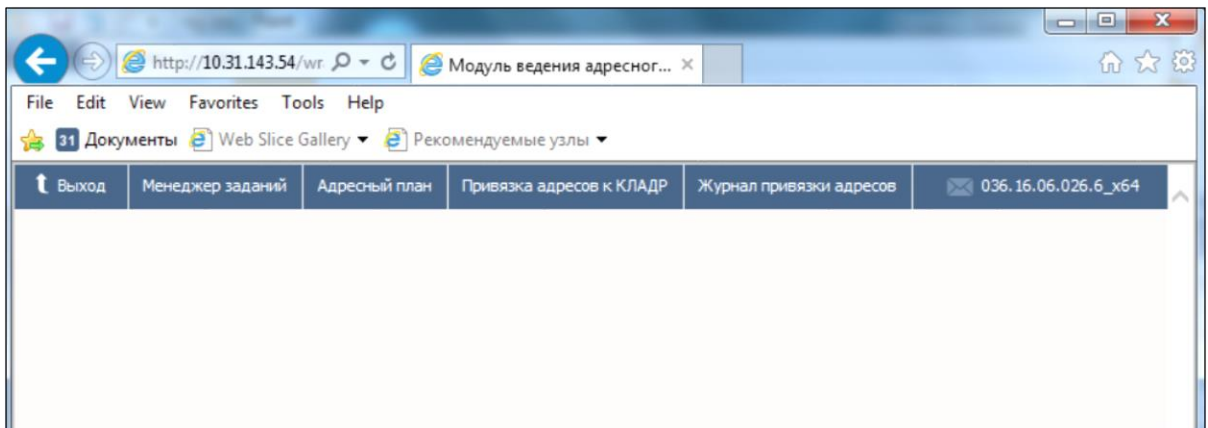 http://10.31.143.54/wr Модуль ведения адресног...
File Edit View Favorites Tools Help
31 Документы Web Slice Gallery Рекомендуемые узлы
Выход Менеджер заданий Адресный план Привязка адресов к КЛАДР Журнал привязки адресов 036.16.06.026.6_x64